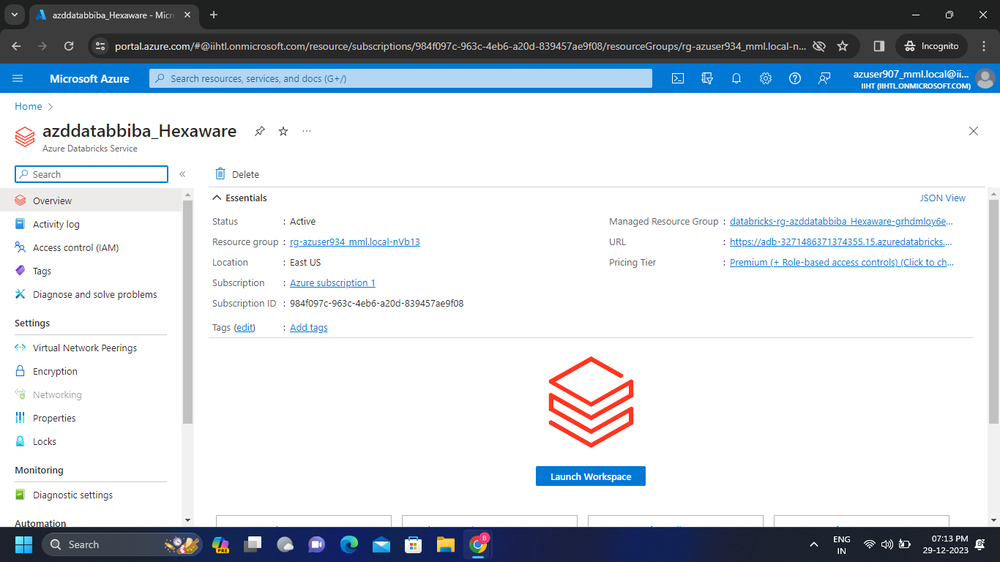 azddatabbiba_Hexaware - Micr
portal.azure.com/#@iihtl.onmicrosoft.com/resource/subscriptions/984f097c-963c-4eb6-a20d-839457ae9f08/resourceGroups/rg-azuser934_mml.local-n...
Incognito
Microsoft Azure
Search resources, services, and docs (G+/)
azuser907_mml.local@ii...
IIHT (IIHTL.ONMICROSOFT.COM)
Home
azddatabbiba_Hexaware
Azure Databricks Service
Search
Delete
Overview
Activity log
Access control (IAM)
Tags
Diagnose and solve problems
Settings
Virtual Network Peerings
Encryption
Networking
Properties
Locks
Monitoring
Diagnostic settings
Automation
Essentials
JSON View
Status : Active
Resource group : rg-azuser934_mml.local-nVb13
Location : East US
Subscription : Azure subscription 1
Subscription ID : 984f097c-963c-4eb6-a20d-839457ae9f08
Tags (edit) : Add tags
Managed Resource Group : databricks-rg-azddatabbiba_Hexaware-grhdmloy6e...
URL : https://adb-3271486371374355.15.azuredatabricks....
Pricing Tier : Premium (+ Role-based access controls) (Click to ch...
Launch Workspace
Search
PRE
B
ENG
IN
07:13 PM
29-12-2023